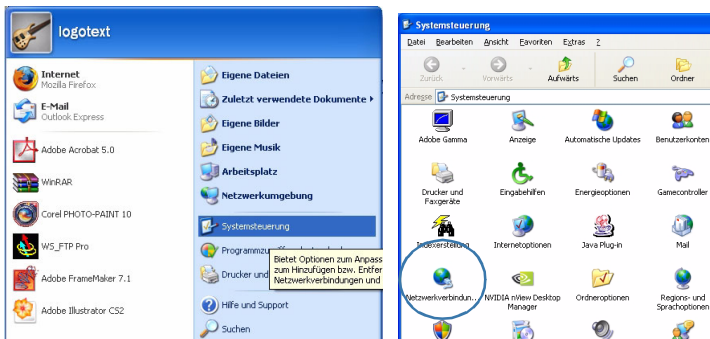 logotext
Internet
Mozilla Firefox
E-Mail
Outlook Express
Adobe Acrobat 5.0
WinRAR
Corel PHOTO-PAINT 10
WS_FTP Pro
Adobe FrameMaker 7.1
Adobe Illustrator CS2
Eigene Dateien
Zuletzt verwendete Dokumente
Eigene Bilder
Eigene Musik
Arbeitsplatz
Netzwerkumgebung
Systemsteuerung
Programmzu
Bietet Optionen zum Anpass
zum Hinzufügen bzw. Entfer
Netzwerkverbindungen und
Drucker und
Hilfe und Support
Suchen
Systemsteuerung
Datei Bearbeiten Ansicht Favoriten Extras ?
Zurück Vorwärts Aufwärts Suchen Ordner
Adresse Systemsteuerung
Adobe Gamma Anzeige Automatische Updates Benutzerkonten
Drucker und Faxgeräte Eingabehilfen Energieoptionen Gamecontroller
Indexerstellung Internetoptionen Java Plug-in Mail
Netzwerkverbindun... NVIDIA nView Desktop Manager Ordneroptionen Regions- und Sprachoptionen